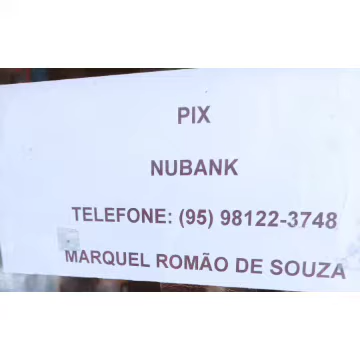 PIX
NUBANK
TELEFONE: (95) 98122-3748
MARQUEL ROMÃO DE SOUZA